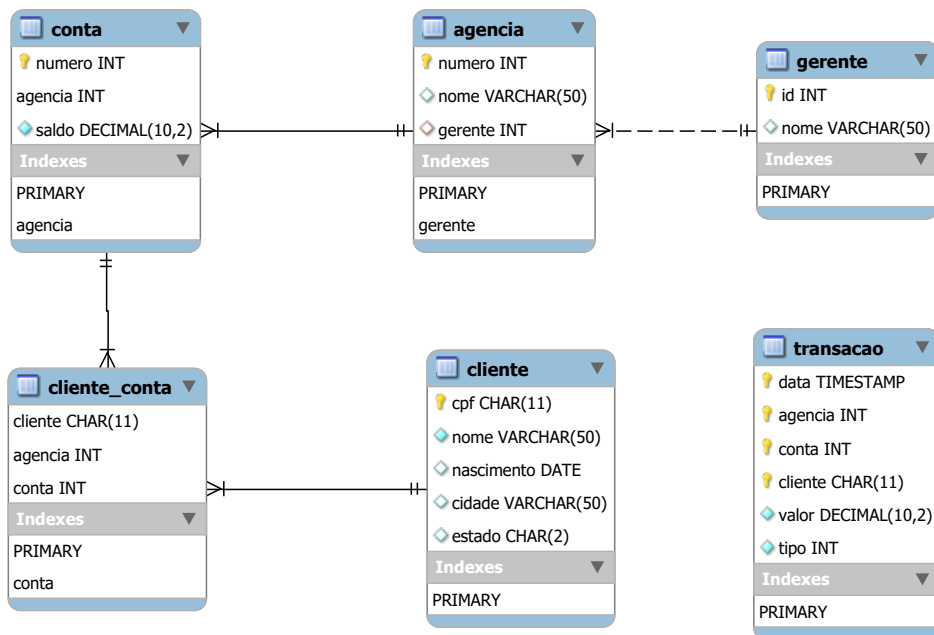 conta
numero INT
agencia INT
saldo DECIMAL(10,2)
Indexes
PRIMARY
agencia
agencia
numero INT
nome VARCHAR(50)
gerente INT
Indexes
PRIMARY
gerente
gerente
id INT
nome VARCHAR(50)
Indexes
PRIMARY
cliente_conta
cliente CHAR(11)
agencia INT
conta INT
Indexes
PRIMARY
conta
cliente
cpf CHAR(11)
nome VARCHAR(50)
nascimento DATE
cidade VARCHAR(50)
estado CHAR(2)
Indexes
PRIMARY
transacao
data TIMESTAMP
agencia INT
conta INT
cliente CHAR(11)
valor DECIMAL(10,2)
tipo INT
Indexes
PRIMARY